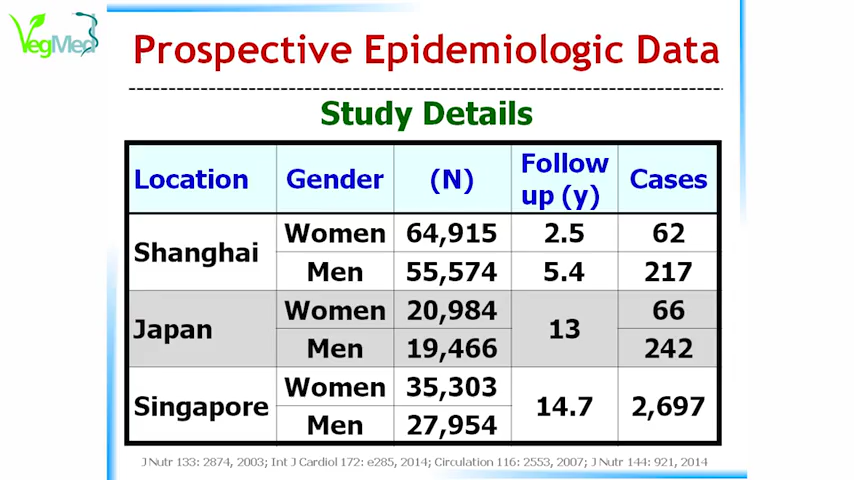 VegMed
Prospective Epidemiologic Data
Study Details
Location Gender (N) Follow up (y) Cases
Shanghai Women 64,915 2.5 62
Men 55,574 5.4 217
Japan Women 20,984 13 66
Men 19,466 242
Singapore Women 35,303 14.7 2,697
Men 27,954
J Nutr 133: 2874, 2003; Int J Cardiol 172: e285, 2014; Circulation 116: 2553, 2007; J Nutr 144: 921, 2014